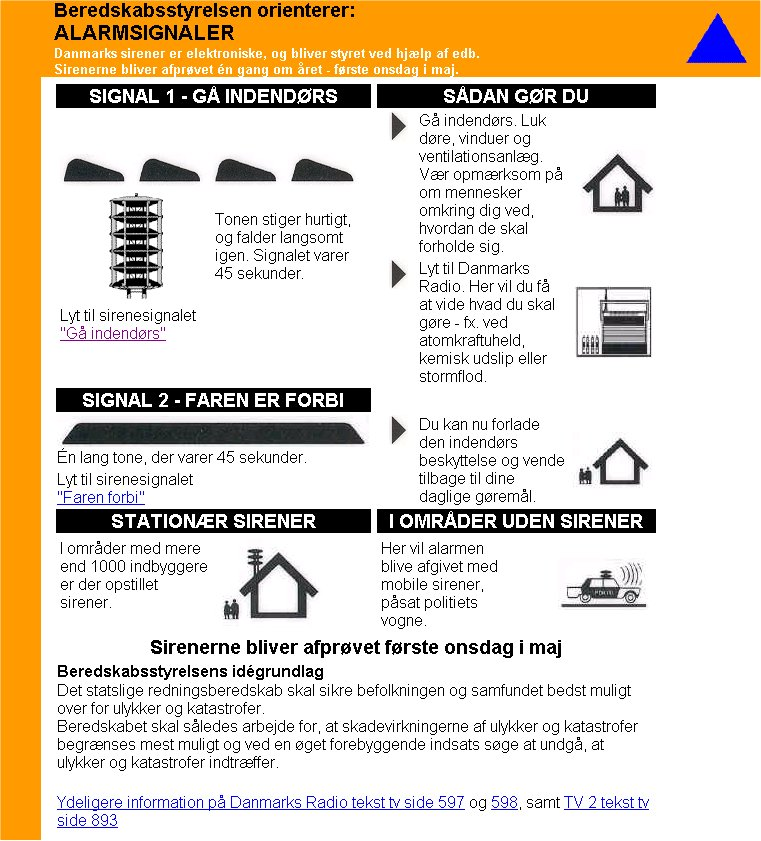 Beredskabsstyrelsen orienterer:
ALARMSIGNALER
Danmarks sirener er elektroniske, og bliver styret ved hjælp af edb.
Sirenerne bliver afprøvet én gang om året - første onsdag i maj.
SIGNAL 1 - GÅ INDENDØRS
Tonen stiger hurtigt,
og falder langsomt
igen. Signalet varer
45 sekunder.
Lyt til sirenesignalet
"Gå indendørs"
SÅDAN GØR DU
Gå indendørs. Luk
døre, vinduer og
ventilationsanlæg.
Vær opmærksom på
om mennesker
omkring dig ved,
hvordan de skal
forholde sig.
Lyt til Danmarks
Radio. Her vil du få
at vide hvad du skal
gøre - fx. ved
atomkraftuheld,
kemisk udslip eller
stormflod.
SIGNAL 2 - FAREN ER FORBI
Én lang tone, der varer 45 sekunder.
Lyt til sirenesignalet
"Faren forbi"
Du kan nu forlade
den indendørs
beskyttelse og vende
tilbage til dine
daglige gøremål.
STATIONÆR SIRENER
I områder med mere
end 1000 indbyggere
er der opstillet
sirener.
I OMRÅDER UDEN SIRENER
Her vil alarmen
blive afgivet med
mobile sirener,
påsat politiets
vogne.
POLITI
Sirenerne bliver afprøvet første onsdag i maj
Beredskabsstyrelsens idégrundlag
Det statslige redningsberedskab skal sikre befolkningen og samfundet bedst muligt
over for ulykker og katastrofer.
Beredskabet skal således arbejde for, at skadevirkningerne af ulykker og katastrofer
begrænses mest muligt og ved en øget forebyggende indsats søge at undgå, at
ulykker og katastrofer indtræffer.
Ydeligere information på Danmarks Radio tekst tv side 597 og 598, samt TV 2 tekst tv
side 893